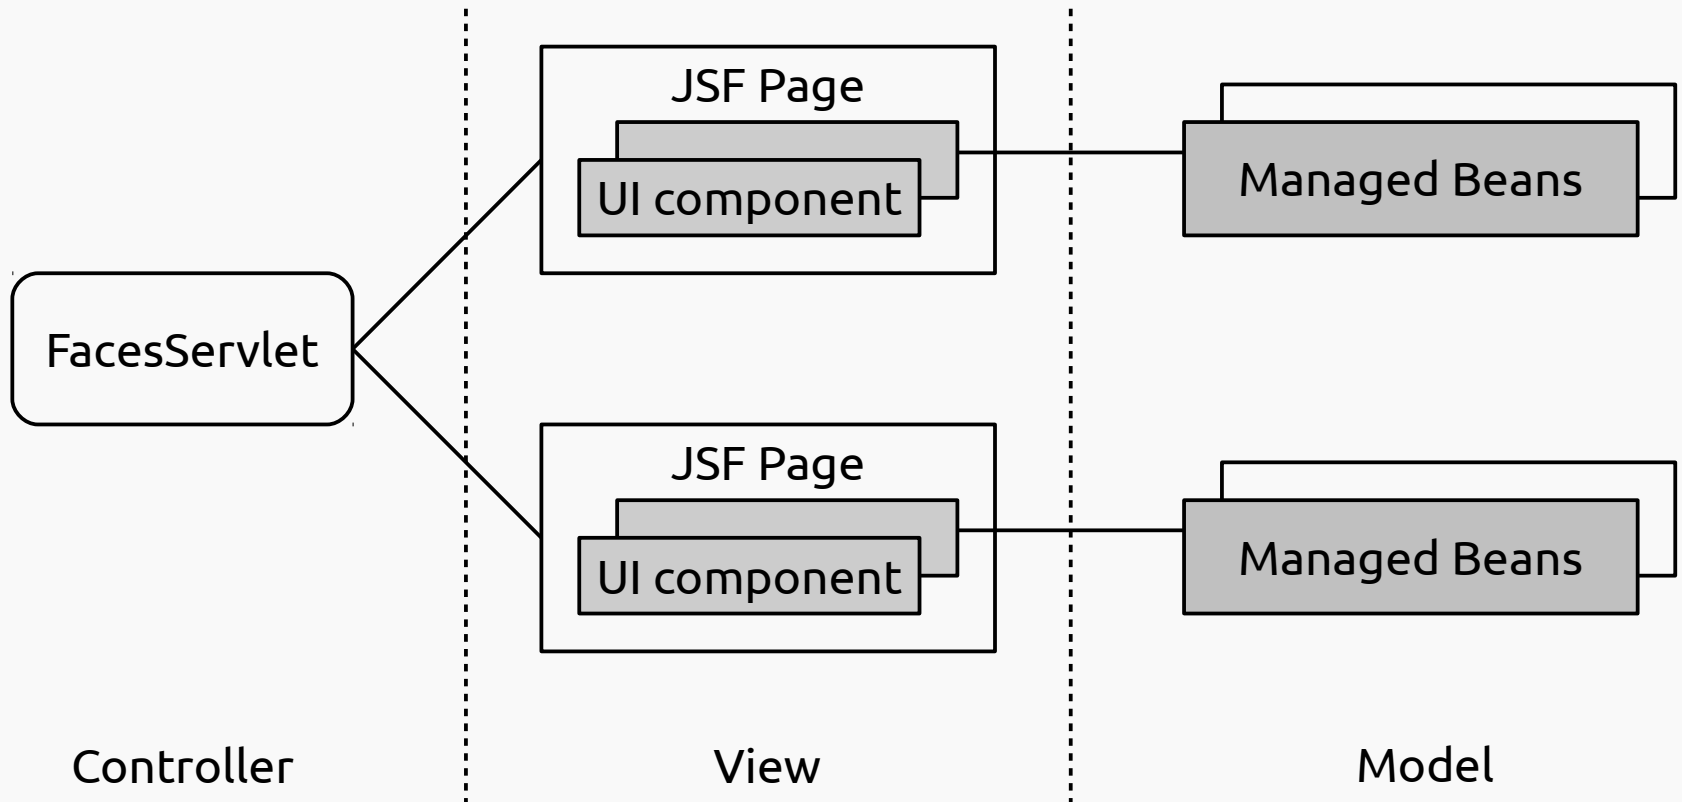 JSF Page
UI component
Managed Beans
FacesServlet
JSF Page
UI component
Managed Beans
Controller
View
Model